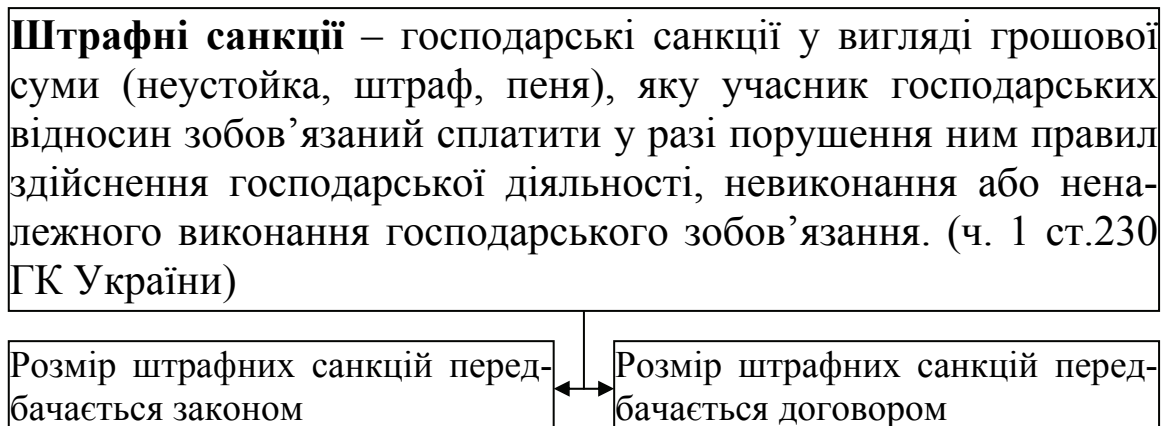 Штрафні санкції – господарські санкції у вигляді грошової
суми (неустойка, штраф, пеня), яку учасник господарських
відносин зобов’язаний сплатити у разі порушення ним правил
здійснення господарської діяльності, невиконання або нена-
лежного виконання господарського зобов’язання. (ч. 1 ст.230
ГК України)
Розмір штрафних санкцій перед-
бачається законом
Розмір штрафних санкцій перед-
бачається договором